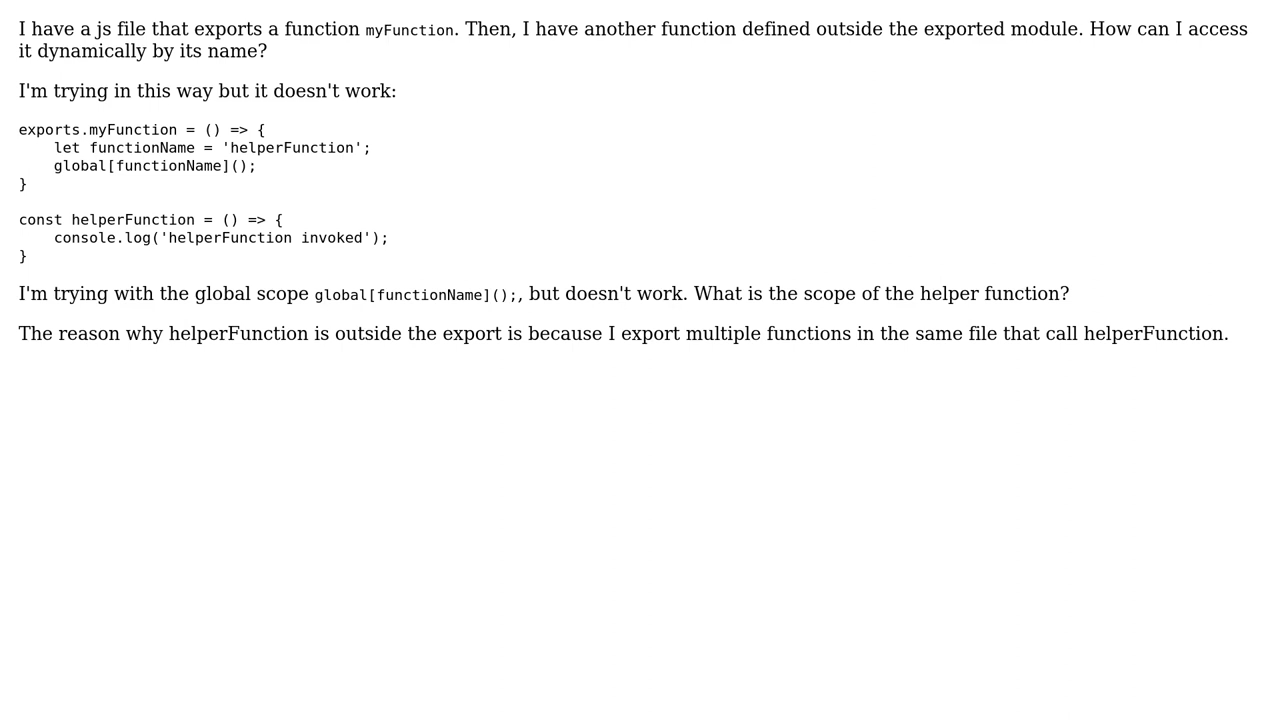 I have a js file that exports a function myFunction. Then, I have another function defined outside the exported module. How can I access
it dynamically by its name?
I'm trying in this way but it doesn't work:
exports.myFunction = () => {
    let functionName = 'helperFunction';
    global[functionName]();
}
const helperFunction = () => {
    console.log('helperFunction invoked');
}
I'm trying with the global scope global[functionName]();, but doesn't work. What is the scope of the helper function?
The reason why helperFunction is outside the export is because I export multiple functions in the same file that call helperFunction.